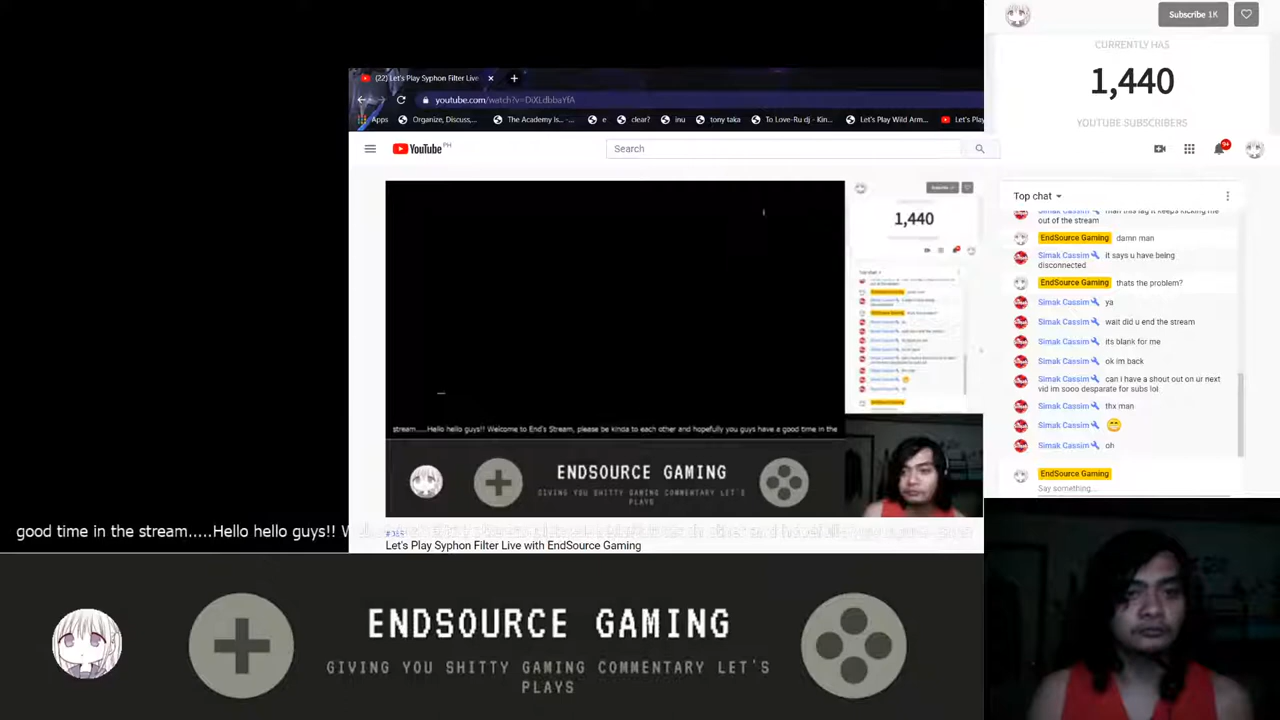 Subscribe 1K
CURRENTLY HAS
1,440
YOUTUBE SUBSCRIBERS
(22) Let's Play Syphon Filter Live
youtube.com/watch?v=DiXLdbbaYfA
Apps
Organize, Discuss,...
The Academy Is...-...
e
clear?
inu
tony taka
To Love-Ru dj - Kin...
Let's Play Wild Arm...
Let's Play
YouTube PH
Search
9+
Top chat
Simak Cassim man this lag it keeps kicking me
out of the stream
EndSource Gaming damn man
Simak Cassim it says u have being
disconnected
EndSource Gaming thats the problem?
Simak Cassim ya
Simak Cassim wait did u end the stream
Simak Cassim its blank for me
Simak Cassim ok im back
Simak Cassim can i have a shout out on ur next
vid im sooo desparate for subs lol
Simak Cassim thx man
Simak Cassim
Simak Cassim oh
EndSource Gaming
Say something...
1,440
stream.....Hello hello guys!! Welcome to End's Stream, please be kinda to each other and hopefully you guys have a good time in the
ENDSOURCE GAMING
GIVING YOU SHITTY GAMING COMMENTARY LET'S
PLAYS
good time in the stream.....Hello hello guys!! W
Let's Play Syphon Filter Live with EndSource Gaming
ENDSOURCE GAMING
GIVING YOU SHITTY GAMING COMMENTARY LET'S
PLAYS